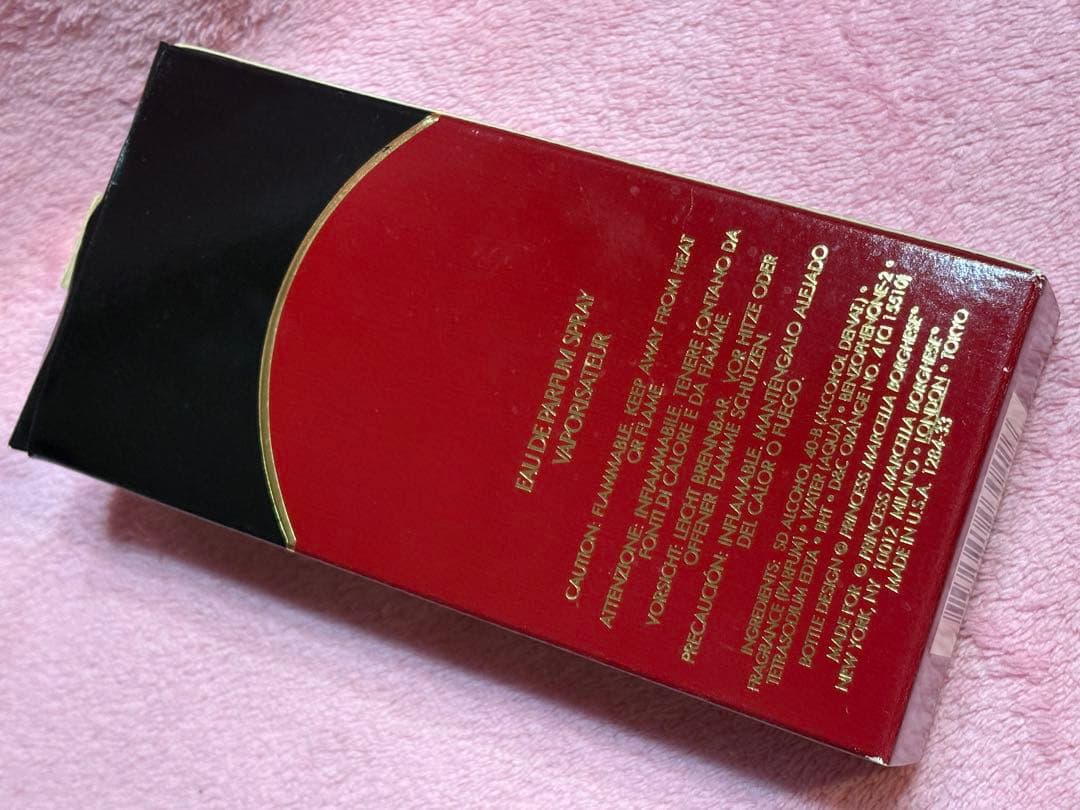 EAU DE PARFUM SPRAY
VAPORISATEUR
CAUTION: FLAMMABLE. KEEP AWAY FROM HEAT
OR FLAME.
ATTENZIONE: INFIAMMABILE. TENERE LONTANO DA
FONTI DI CALORE E DA FIAMME.
VORSICHT: LEICHT BRENNBAR. VOR HITZE ODER
OFFENER FLAMME SCHÜTZEN.
PRECAUCIÓN: INFLAMABLE. MANTÉNGALO ALEJADO
DEL CALOR O FUEGO.
INGREDIENTS: SD ALCOHOL 40-B (ALCOHOL DENAT.) •
FRAGRANCE (PARFUM) • WATER (AQUA) • BENZOPHENONE-2 •
TETRASODIUM EDTA • BHT • D&C ORANGE NO. 4 (CI 15510)
BOTTLE DESIGN © PRINCESS MARCELLA BORGHESE®
MADE FOR © PRINCESS MARCELLA BORGHESE®
NEW YORK, NY 10012 MILANO • LONDON • TOKYO
MADE IN U.S.A. 1284-33